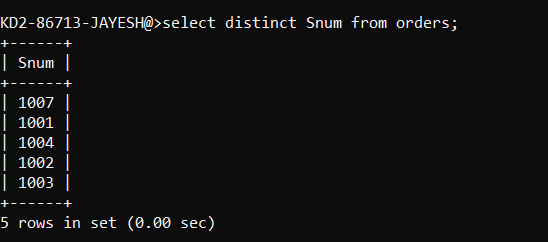 KD2-86713-JAYESH@>select distinct Snum from orders;
+------+
| Snum |
+------+
| 1007 |
| 1001 |
| 1004 |
| 1002 |
| 1003 |
+------+
5 rows in set (0.00 sec)